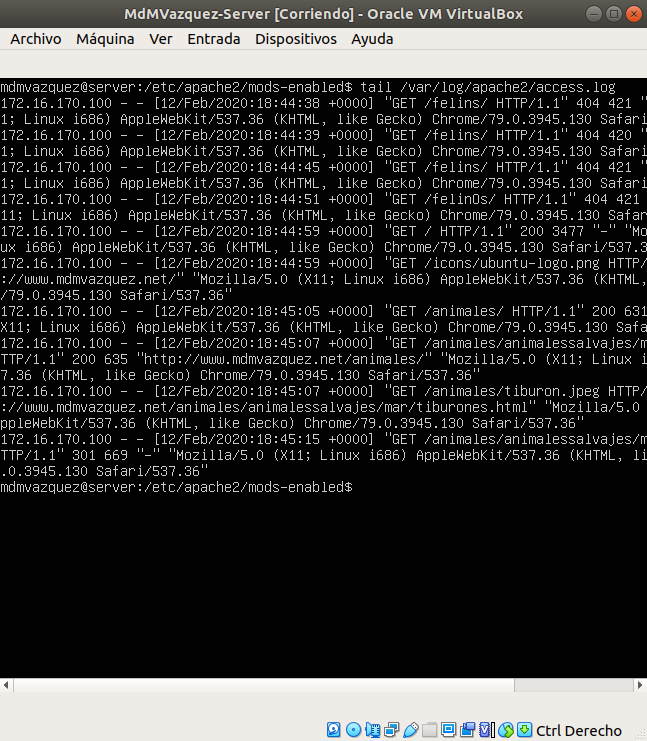 MdMVazquez-Server [Corriendo] - Oracle VM VirtualBox
Archivo Máquina Ver Entrada Dispositivos Ayuda
mdmvazquez@server:/etc/apache2/mods-enabled$ tail /var/log/apache2/access.log
172.16.170.100 - - [12/Feb/2020:18:44:38 +0000] "GET /felins/ HTTP/1.1" 404 421 "
1; Linux i686) AppleWebKit/537.36 (KHTML, like Gecko) Chrome/79.0.3945.130 Safari
172.16.170.100 - - [12/Feb/2020:18:44:39 +0000] "GET /felins/ HTTP/1.1" 404 420 "
1; Linux i686) AppleWebKit/537.36 (KHTML, like Gecko) Chrome/79.0.3945.130 Safari
172.16.170.100 - - [12/Feb/2020:18:44:45 +0000] "GET /felins/ HTTP/1.1" 404 421 "
1; Linux i686) AppleWebKit/537.36 (KHTML, like Gecko) Chrome/79.0.3945.130 Safari
172.16.170.100 - - [12/Feb/2020:18:44:51 +0000] "GET /felinOs/ HTTP/1.1" 404 421
11; Linux i686) AppleWebKit/537.36 (KHTML, like Gecko) Chrome/79.0.3945.130 Safar
172.16.170.100 - - [12/Feb/2020:18:44:59 +0000] "GET / HTTP/1.1" 200 3477 "-" "Mo
ux i686) AppleWebKit/537.36 (KHTML, like Gecko) Chrome/79.0.3945.130 Safari/537.3
172.16.170.100 - - [12/Feb/2020:18:44:59 +0000] "GET /icons/ubuntu-logo.png HTTP/
://www.mdmvazquez.net/" "Mozilla/5.0 (X11; Linux i686) AppleWebKit/537.36 (KHTML,
/79.0.3945.130 Safari/537.36"
172.16.170.100 - - [12/Feb/2020:18:45:05 +0000] "GET /animales/ HTTP/1.1" 200 631
X11; Linux i686) AppleWebKit/537.36 (KHTML, like Gecko) Chrome/79.0.3945.130 Safa
172.16.170.100 - - [12/Feb/2020:18:45:07 +0000] "GET /animales/animalessalvajes/m
TTP/1.1" 200 635 "http://www.mdmvazquez.net/animales/" "Mozilla/5.0 (X11; Linux i
7.36 (KHTML, like Gecko) Chrome/79.0.3945.130 Safari/537.36"
172.16.170.100 - - [12/Feb/2020:18:45:07 +0000] "GET /animales/tiburon.jpeg HTTP/
://www.mdmvazquez.net/animales/animalessalvajes/mar/tiburones.html" "Mozilla/5.0
ppleWebKit/537.36 (KHTML, like Gecko) Chrome/79.0.3945.130 Safari/537.36"
172.16.170.100 - - [12/Feb/2020:18:45:15 +0000] "GET /animales/animalessalvajes/m
TTP/1.1" 301 669 "-" "Mozilla/5.0 (X11; Linux i686) AppleWebKit/537.36 (KHTML, li
.0.3945.130 Safari/537.36"
mdmvazquez@server:/etc/apache2/mods-enabled$
Ctrl Derecho